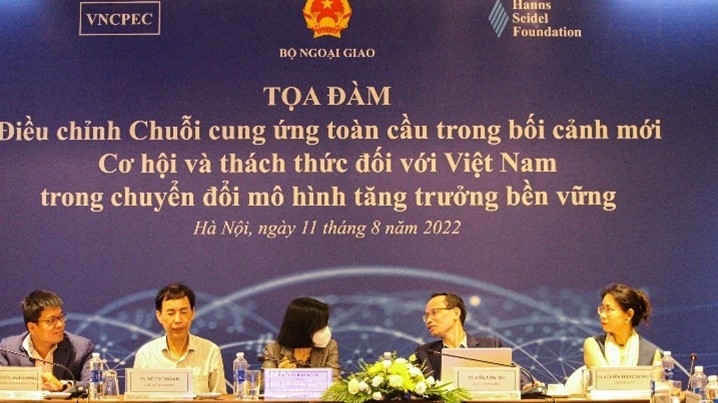 VNCPEC
BỘ NGOẠI GIAO
Hanns
Seidel
Foundation
TỌA ĐÀM
Điều chỉnh Chuỗi cung ứng toàn cầu trong bối cảnh mới
Cơ hội và thách thức đối với Việt Nam
trong chuyển đổi mô hình tăng trưởng bền vững
Hà Nội, ngày 11 tháng 8 năm 2022